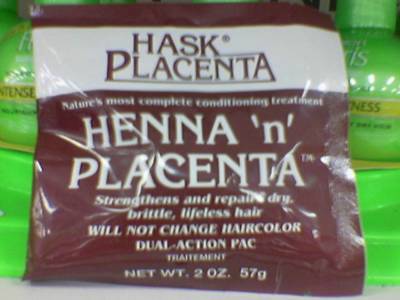 HASK®
PLACENTA
Nature's most complete conditioning treatment
HENNA 'n'
PLACENTA™
Strengthens and repairs dry,
brittle, lifeless hair
WILL NOT CHANGE HAIRCOLOR
DUAL-ACTION PAC
TRAITEMENT
NET WT. 2 OZ. 57g